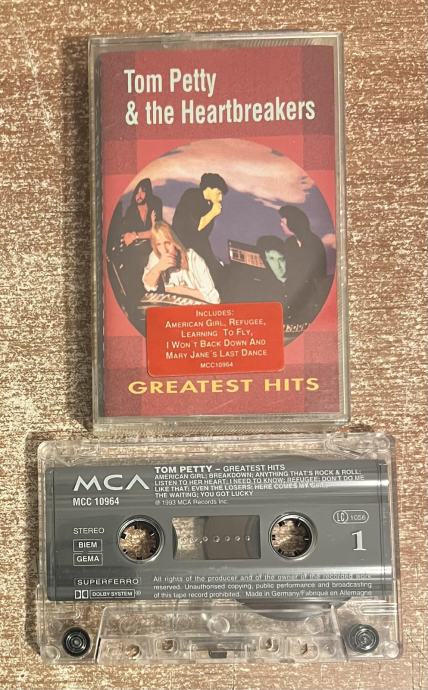 Tom Petty
& the Heartbreakers
INCLUDES:
AMERICAN GIRL, REFUGEE,
LEARNING TO FLY,
I WON'T BACK DOWN AND
MARY JANE'S LAST DANCE
MCC10964
GREATEST HITS
MCA
MCC 10964
TOM PETTY – GREATEST HITS
AMERICAN GIRL; BREAKDOWN; ANYTHING THAT'S ROCK & ROLL;
LISTEN TO HER HEART; I NEED TO KNOW; REFUGEE; DON'T DO ME
LIKE THAT; EVEN THE LOSERS; HERE COMES MY GIRL;
THE WAITING; YOU GOT LUCKY
℗ 1993 MCA Records Inc.
STEREO
BIEM
GEMA
LC 1056
1
SUPERFERRO
DOLBY SYSTEM
All rights of the producer and of the owner of the recorded work
reserved. Unauthorised copying, public performance and broadcasting
of this tape record prohibited. Made in Germany/Fabriqué en Allemagne